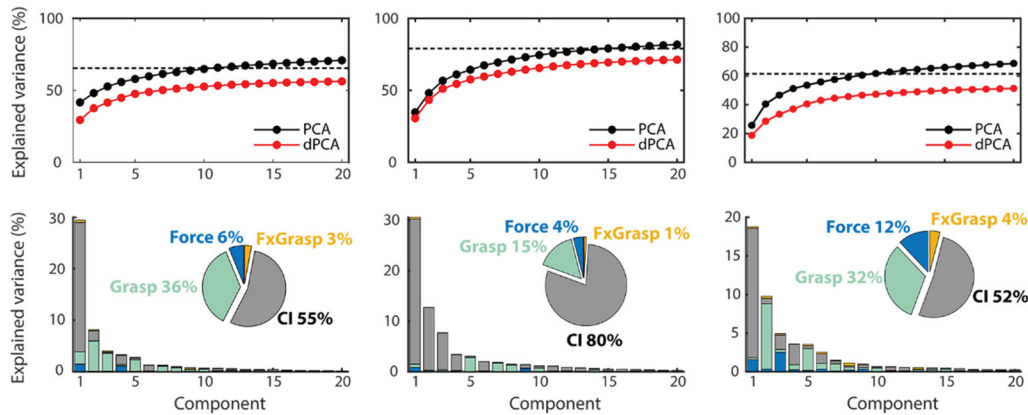 Explained variance (%)
100
50
0
1
5
10
15
20
PCA
dPCA
100
50
0
1
5
10
15
20
PCA
dPCA
100
80
60
40
20
0
1
5
10
15
20
PCA
dPCA
Explained variance (%)
30
20
10
0
1
5
10
15
20
Force 6%
FxGrasp 3%
Grasp 36%
CI 55%
Component
30
20
10
0
1
5
10
15
20
Force 4%
FxGrasp 1%
Grasp 15%
CI 80%
Component
20
15
10
5
0
1
5
10
15
20
Force 12%
FxGrasp 4%
Grasp 32%
CI 52%
Component